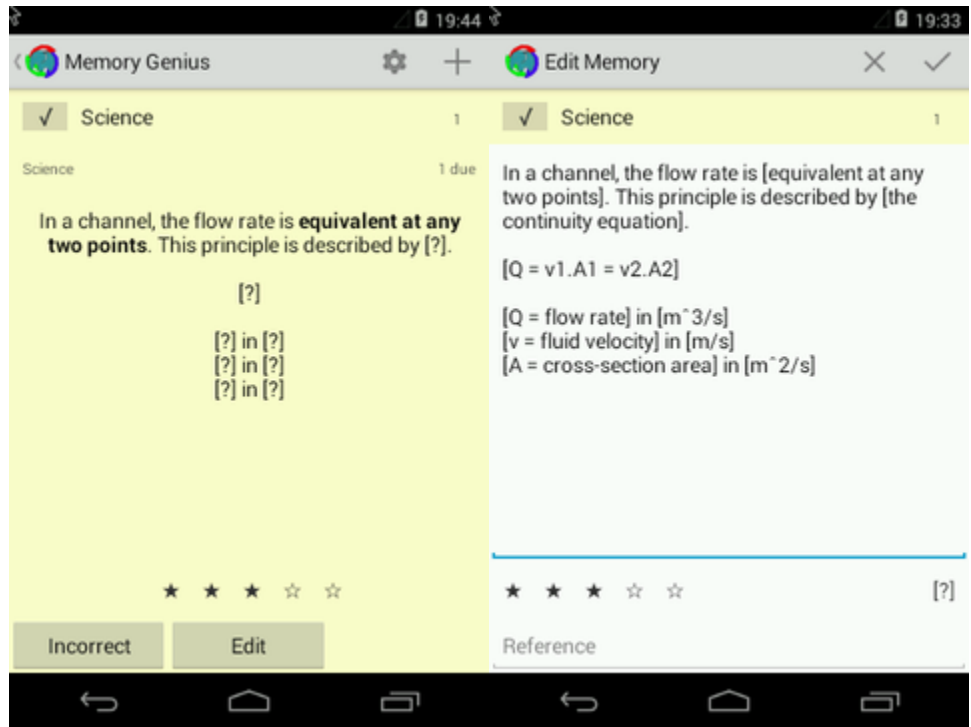 19:44
Memory Genius
√ Science 1
Science 1 due
In a channel, the flow rate is equivalent at any
two points. This principle is described by [?].
[?]
[?] in [?]
[?] in [?]
[?] in [?]
★ ★ ★ ☆ ☆
Incorrect Edit
19:33
Edit Memory
√ Science 1
In a channel, the flow rate is [equivalent at any
two points]. This principle is described by [the
continuity equation].
[Q = v1.A1 = v2.A2]
[Q = flow rate] in [m^3/s]
[v = fluid velocity] in [m/s]
[A = cross-section area] in [m^2/s]
★ ★ ★ ☆ ☆ [?]
Reference